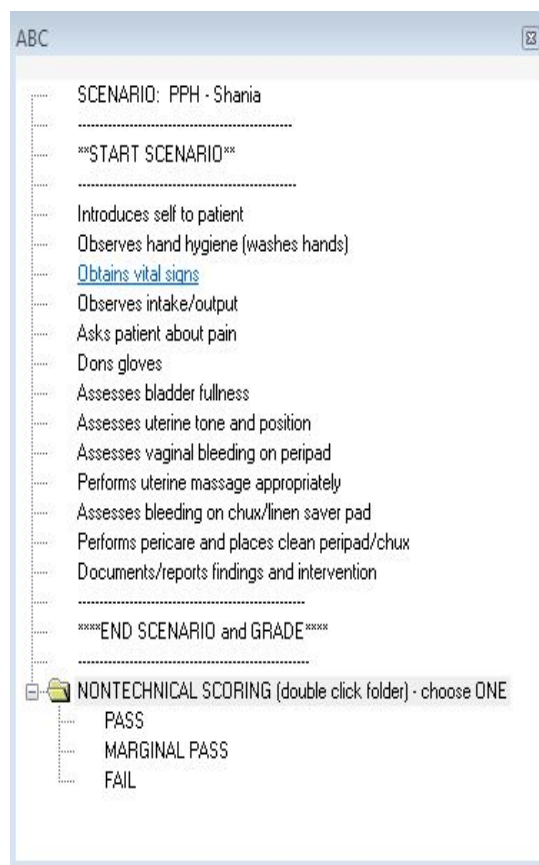 ABC
SCENARIO: PPH - Shania
--------------------------------------------------
**START SCENARIO**
---------------------------------------------------
Introduces self to patient
Observes hand hygiene (washes hands)
Obtains vital signs
Observes intake/output
Asks patient about pain
Dons gloves
Assesses bladder fullness
Assesses uterine tone and position
Assesses vaginal bleeding on peripad
Performs uterine massage appropriately
Assesses bleeding on chux/linen saver pad
Performs pericare and places clean peripad/chux
Documents/reports findings and intervention
-----------------------------------------------------
****END SCENARIO and GRADE****
------------------------------------------------------
NONTECHNICAL SCORING (double click folder) - choose ONE
PASS
MARGINAL PASS
FAIL